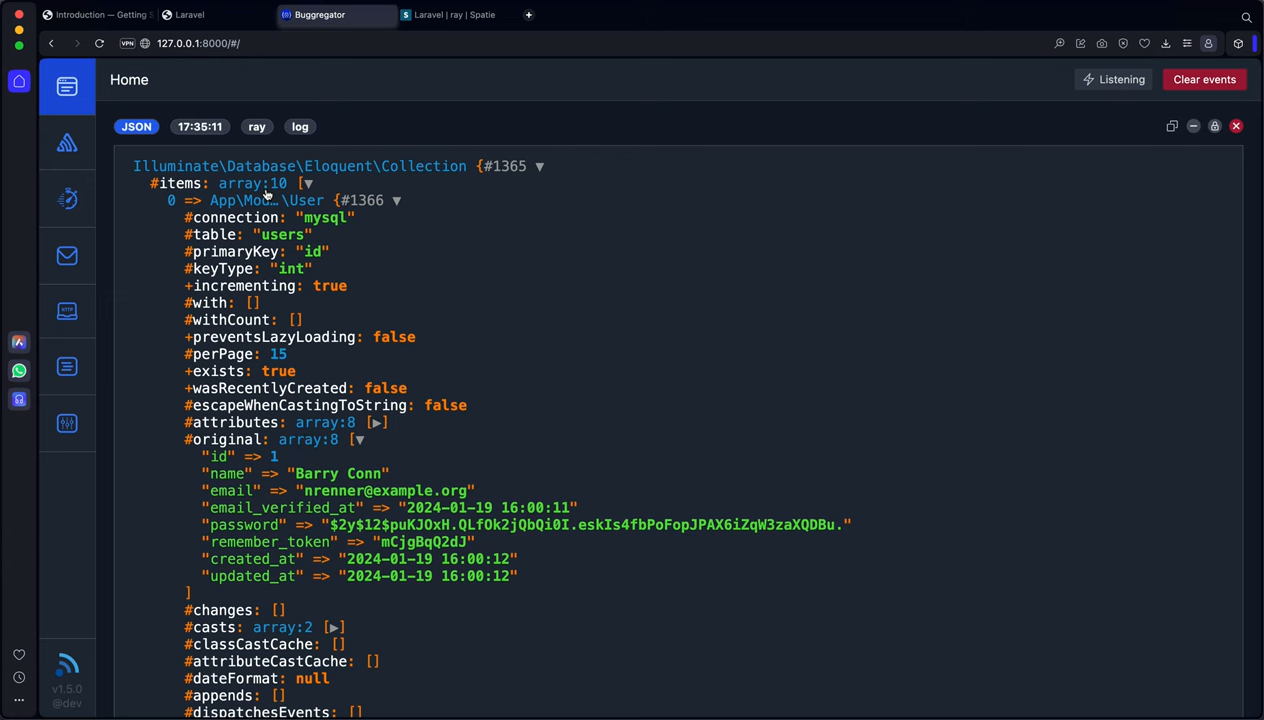 Introduction — Getting S
Laravel
Buggregator
Laravel | ray | Spatie
VPN
127.0.0.1:8000/#/
Home
Listening
Clear events
JSON
17:35:11
ray
log
HTTP
Illuminate\Database\Eloquent\Collection {#1365 ▼
#items: array:10 [▼
0 => App\Mod…\User {#1366 ▼
#connection: "mysql"
#table: "users"
#primaryKey: "id"
#keyType: "int"
+incrementing: true
#with: []
#withCount: []
+preventsLazyLoading: false
#perPage: 15
+exists: true
+wasRecentlyCreated: false
#escapeWhenCastingToString: false
#attributes: array:8 [▶]
#original: array:8 [▼
"id" => 1
"name" => "Barry Conn"
"email" => "nrenner@example.org"
"email_verified_at" => "2024-01-19 16:00:11"
"password" => "$2y$12$puKJOxH.QLfOk2jQbQi0I.eskIs4fbPoFopJPAX6iZqW3zaXQDBu."
"remember_token" => "mCjgBqQ2dJ"
"created_at" => "2024-01-19 16:00:12"
"updated_at" => "2024-01-19 16:00:12"
]
#changes: []
#casts: array:2 [▶]
#classCastCache: []
#attributeCastCache: []
#dateFormat: null
#appends: []
#dispatchesEvents: []
v1.5.0
@dev